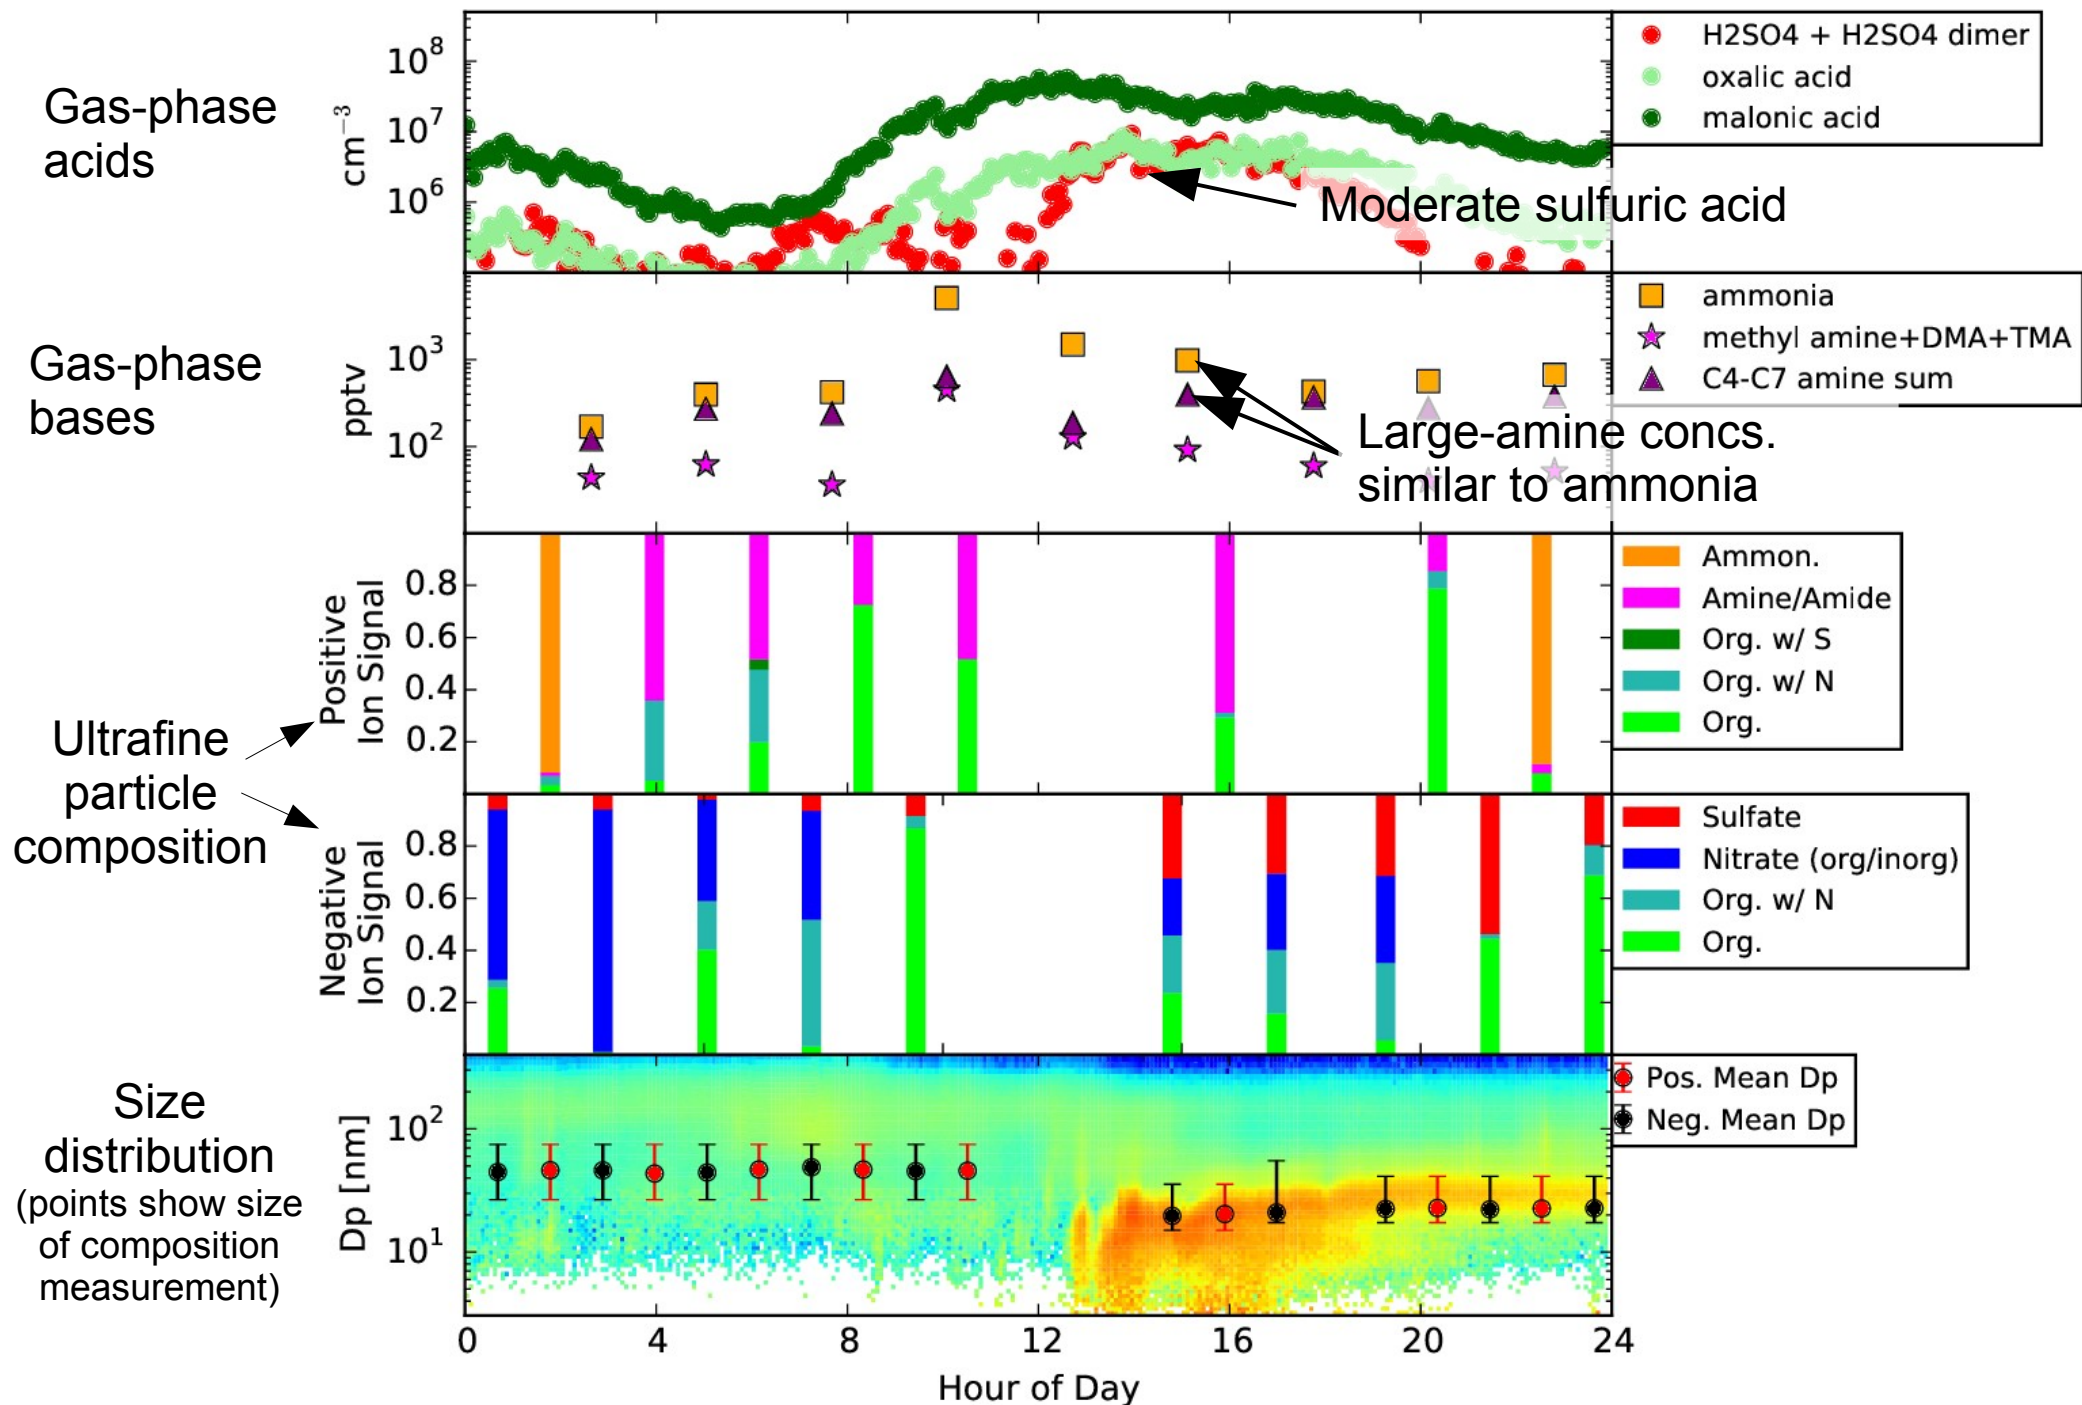 Gas-phase
acids
cm⁻³
10⁸
10⁷
10⁶
H2SO4 + H2SO4 dimer
oxalic acid
malonic acid
Moderate sulfuric acid
Gas-phase
bases
pptv
10³
10²
ammonia
methyl amine+DMA+TMA
C4-C7 amine sum
Large-amine concs.
similar to ammonia
Ultrafine
particle
composition
Positive
Ion Signal
0.8
0.6
0.4
0.2
Ammon.
Amine/Amide
Org. w/ S
Org. w/ N
Org.
Negative
Ion Signal
0.8
0.6
0.4
0.2
Sulfate
Nitrate (org/inorg)
Org. w/ N
Org.
Size
distribution
(points show size
of composition
measurement)
Dp [nm]
10²
10¹
Pos. Mean Dp
Neg. Mean Dp
0 4 8 12 16 20 24
Hour of Day